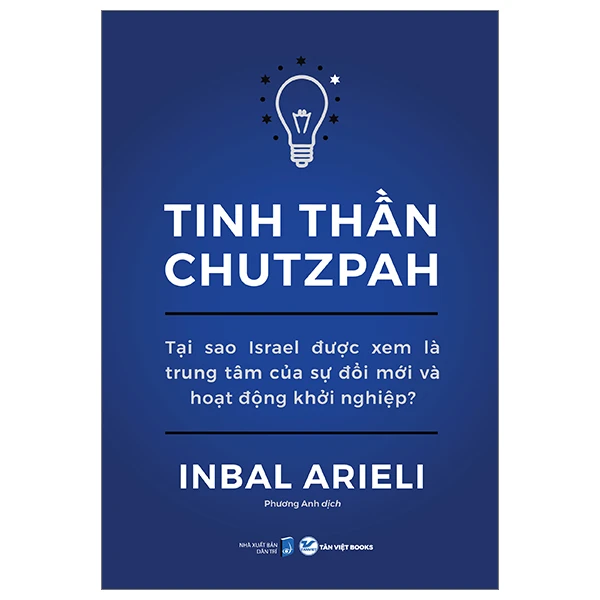 TINH THẦN
CHUTZPAH
Tại sao Israel được xem là
trung tâm của sự đổi mới và
hoạt động khởi nghiệp?
INBAL ARIELI
Phương Anh dịch
NHÀ XUẤT BẢN
DÂN TRÍ
TÂN VIỆT BOOKS